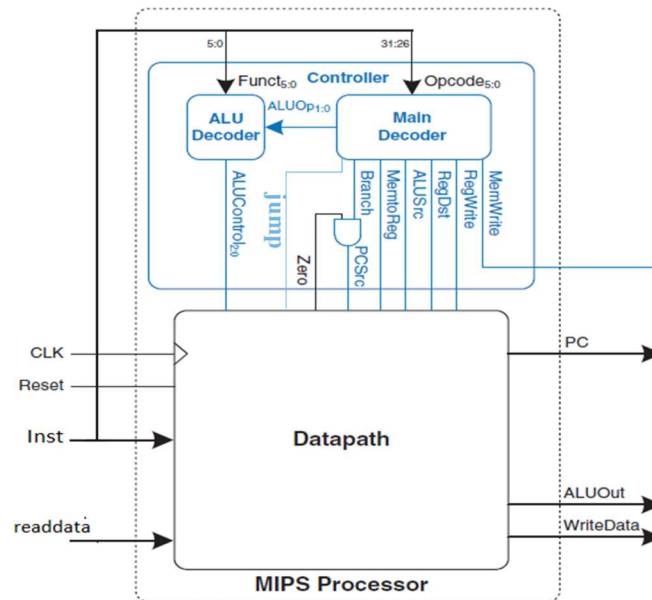 5:0 31:26
Controller
Funct5:0 Opcode5:0
ALUOp1:0
ALU
Decoder
Main
Decoder
ALUControl2:0
jump
Zero
Branch
PCSrc
MemtoReg
ALUSrc
RegDst
RegWrite
MemWrite
CLK
Reset
Inst
readdata
Datapath
PC
ALUOut
WriteData
MIPS Processor